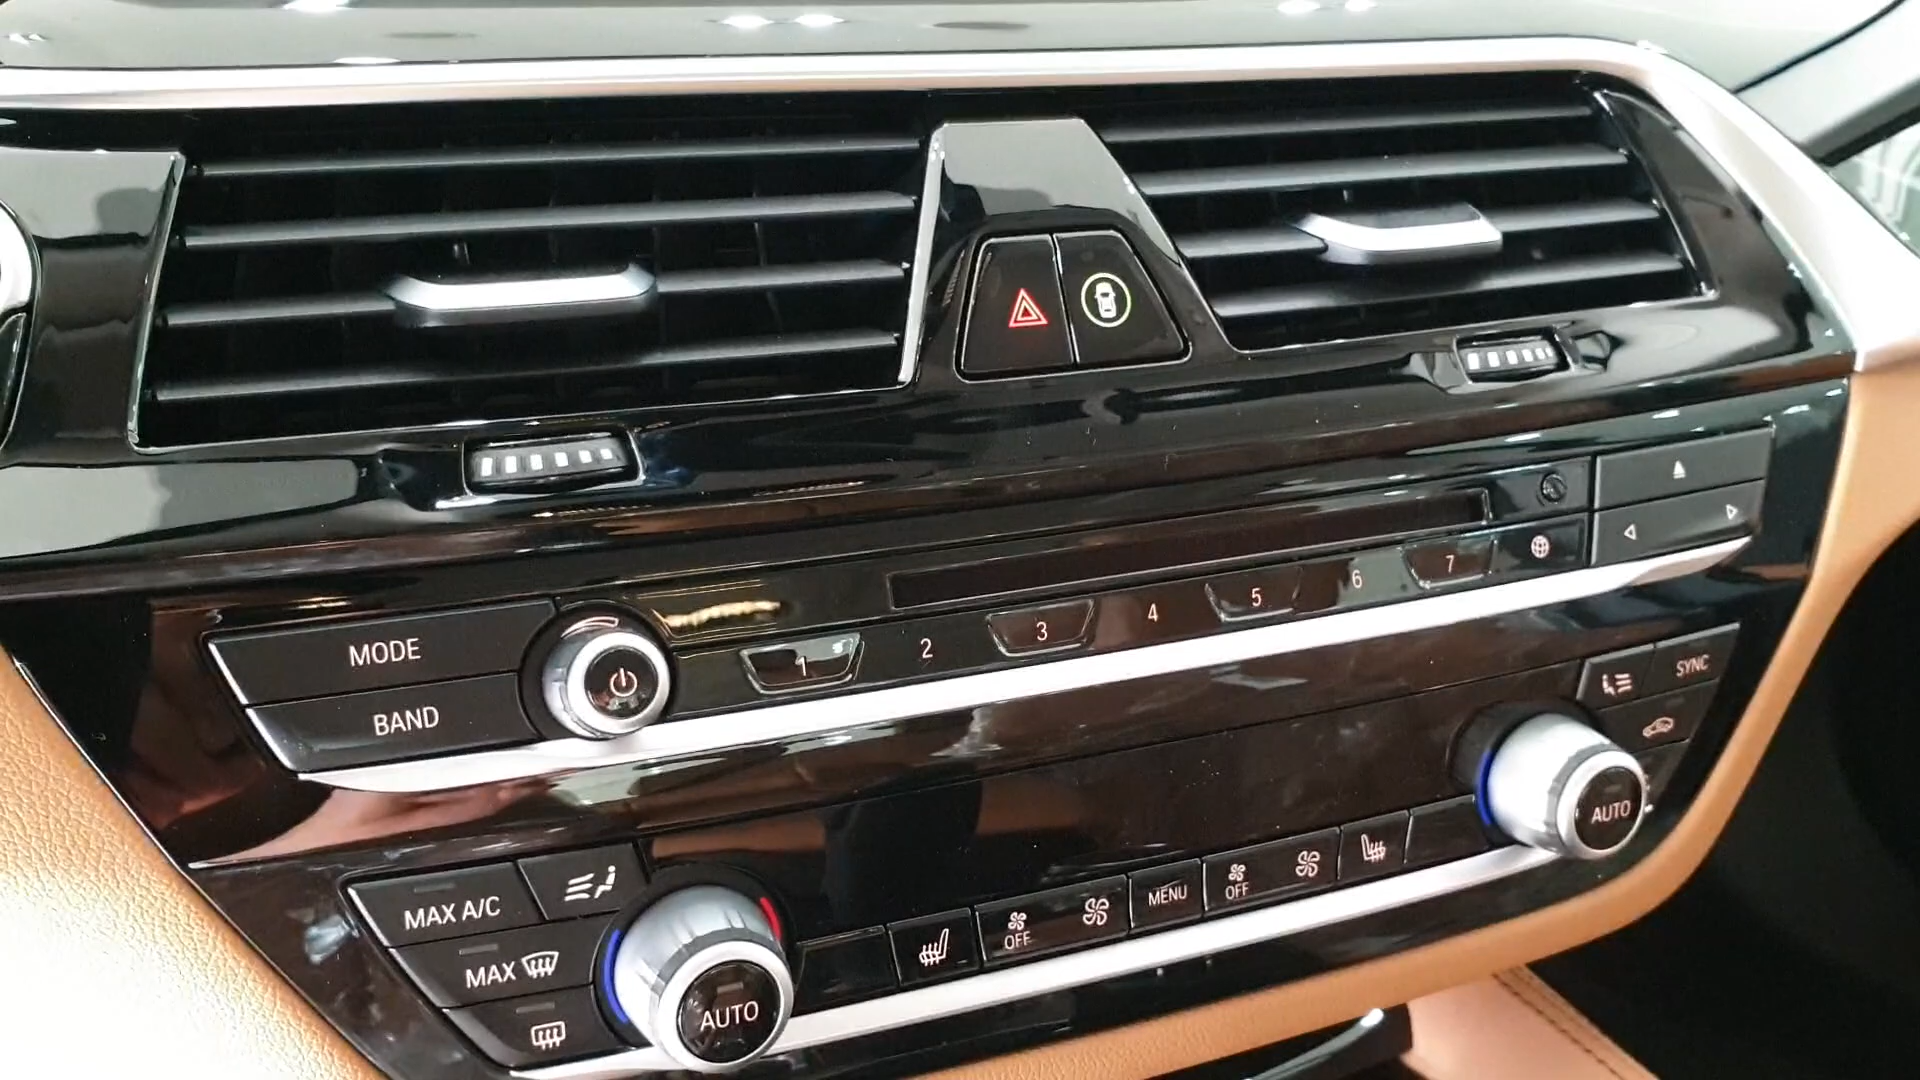 MODE
BAND
1 2 3 4 5 6 7
SYNC
AUTO
MAX A/C
MAX
AUTO
OFF
MENU
OFF